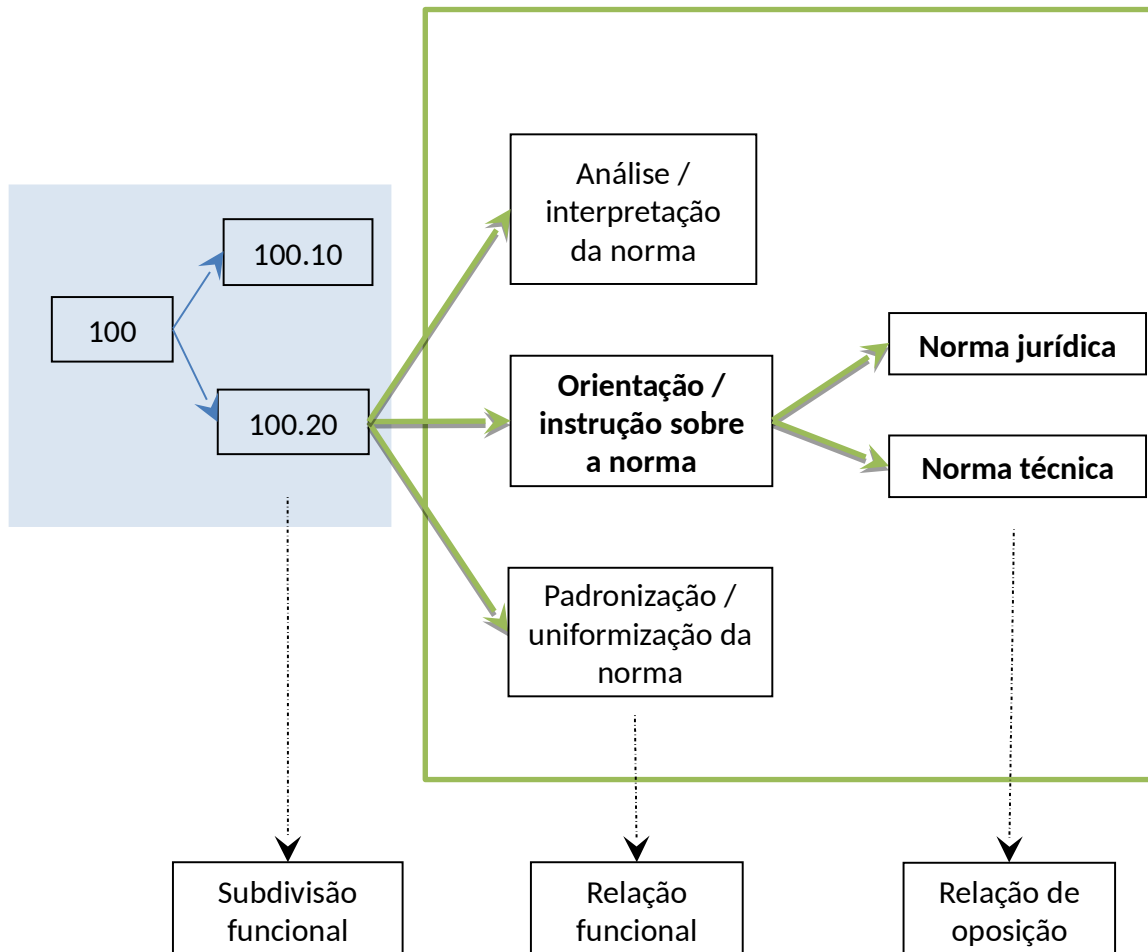 Análise /
interpretação
da norma
100.10
100
100.20
Orientação /
instrução sobre
a norma
Norma jurídica
Norma técnica
Padronização /
uniformização da
norma
Subdivisão
funcional
Relação
funcional
Relação de
oposição